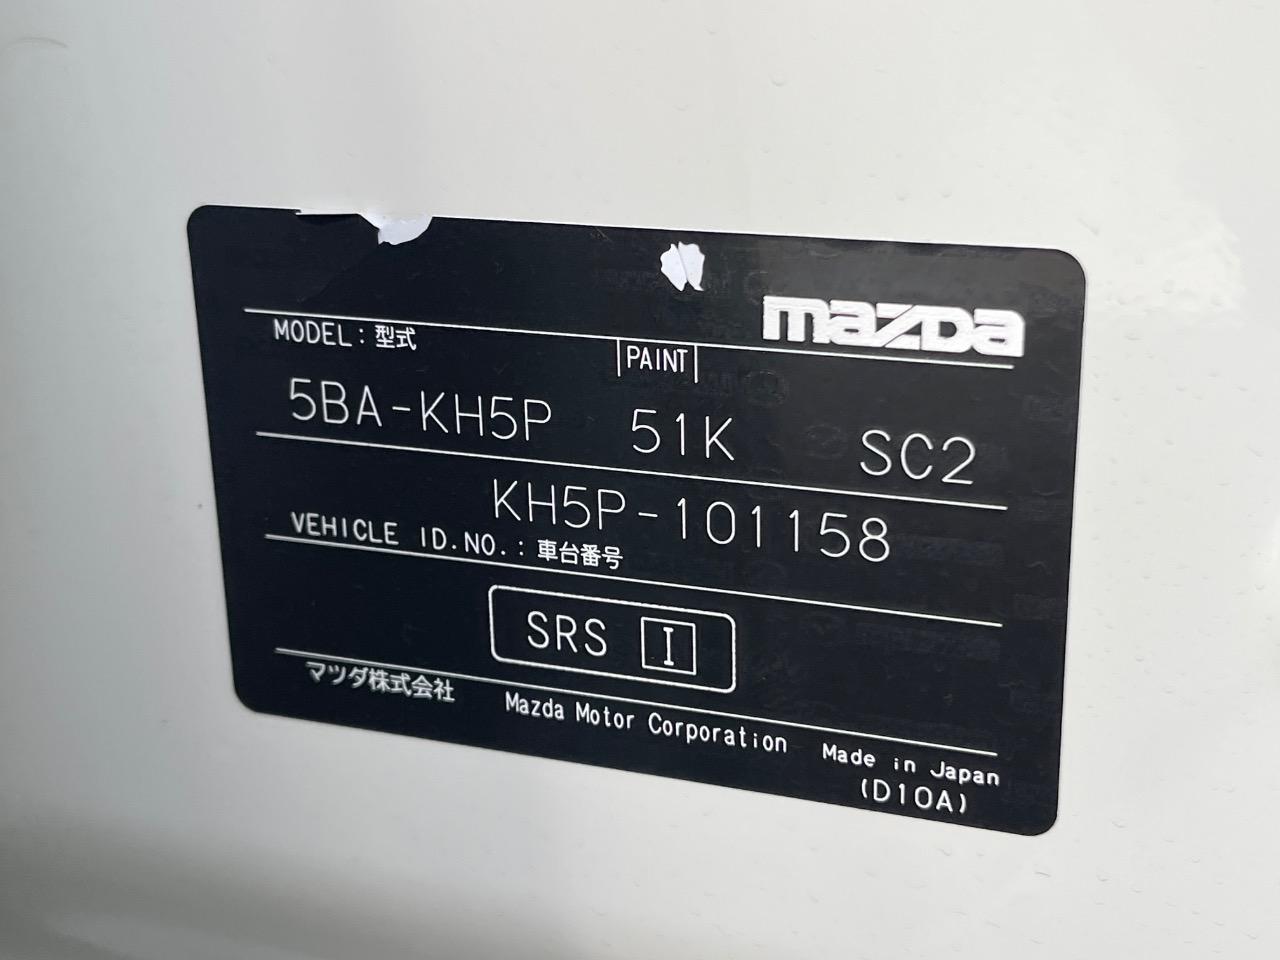 mazda
MODEL : 型式 PAINT
5BA-KH5P 51K SC2
KH5P-101158
VEHICLE ID.NO. : 車台番号
SRS I
マツダ株式会社 Mazda Motor Corporation Made in Japan
(D10A)